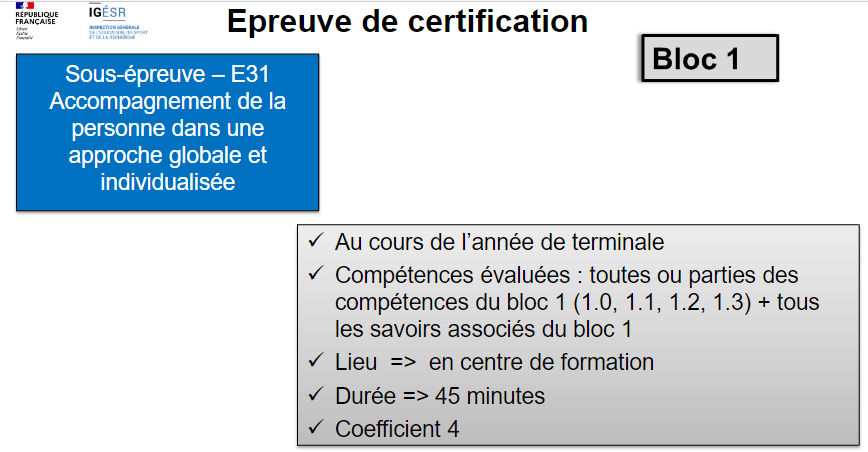 RÉPUBLIQUE
FRANÇAISE
Liberté
Égalité
Fraternité
IGÉSR
INSPECTION GÉNÉRALE
DE L'ÉDUCATION, DU SPORT
ET DE LA RECHERCHE
Epreuve de certification
Bloc 1
Sous-épreuve – E31
Accompagnement de la
personne dans une
approche globale et
individualisée
✓ Au cours de l'année de terminale
✓ Compétences évaluées : toutes ou parties des
compétences du bloc 1 (1.0, 1.1, 1.2, 1.3) + tous
les savoirs associés du bloc 1
✓ Lieu => en centre de formation
✓ Durée => 45 minutes
✓ Coefficient 4